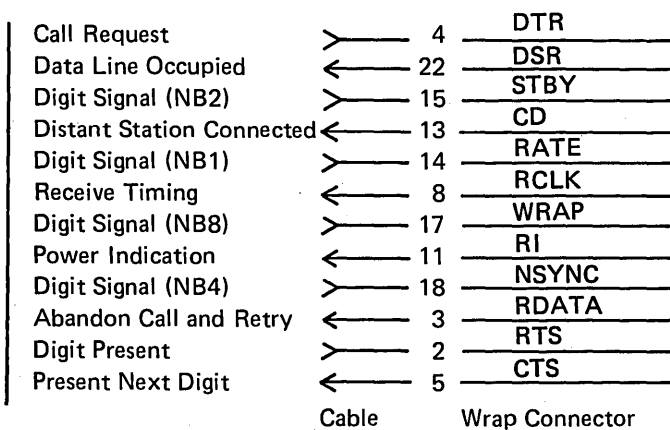 Call Request 4 DTR
Data Line Occupied 22 DSR
Digit Signal (NB2) 15 STBY
Distant Station Connected 13 CD
Digit Signal (NB1) 14 RATE
Receive Timing 8 RCLK
Digit Signal (NB8) 17 WRAP
Power Indication 11 RI
Digit Signal (NB4) 18 NSYNC
Abandon Call and Retry 3 RDATA
Digit Present 2 RTS
Present Next Digit 5 CTS
Cable Wrap Connector